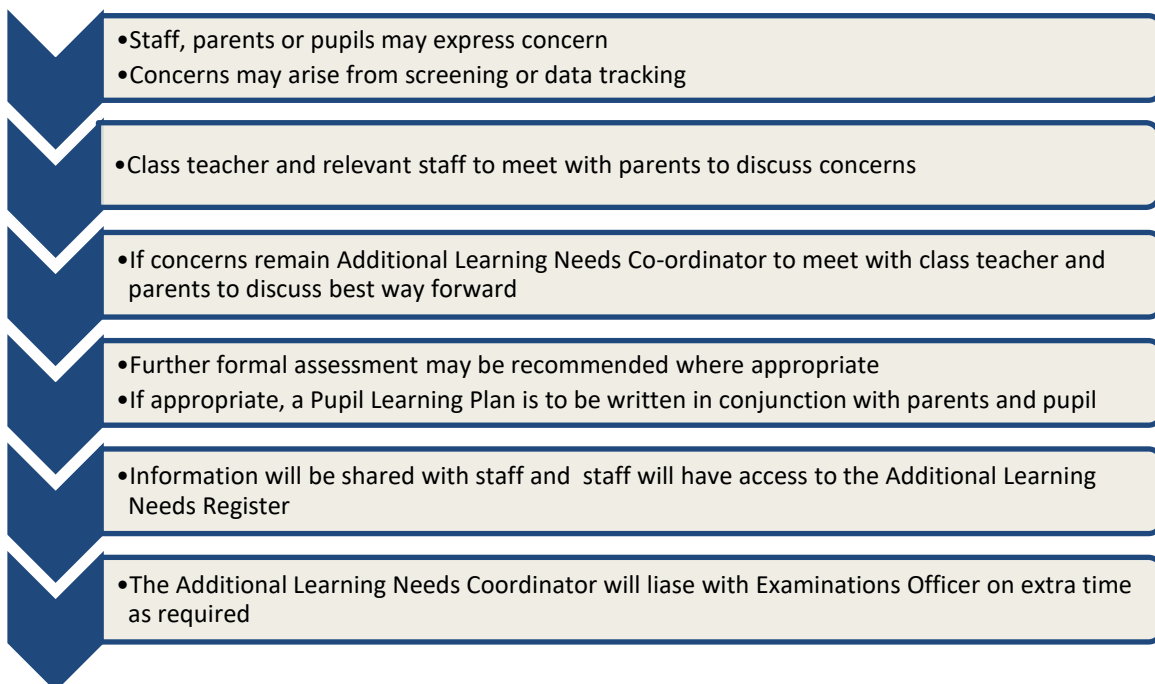 •Staff, parents or pupils may express concern
•Concerns may arise from screening or data tracking
•Class teacher and relevant staff to meet with parents to discuss concerns
•If concerns remain Additional Learning Needs Co-ordinator to meet with class teacher and
parents to discuss best way forward
•Further formal assessment may be recommended where appropriate
•If appropriate, a Pupil Learning Plan is to be written in conjunction with parents and pupil
•Information will be shared with staff and  staff will have access to the Additional Learning
Needs Register
•The Additional Learning Needs Coordinator will liase with Examinations Officer on extra time
as required